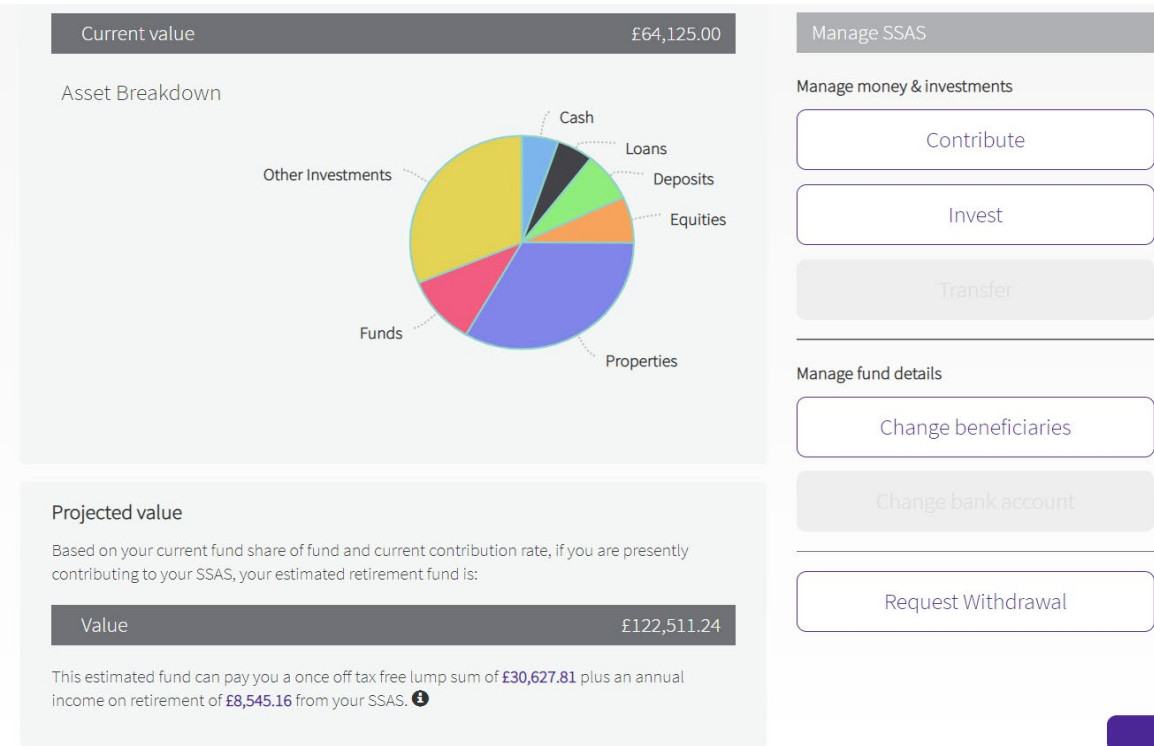 Current value £64,125.00
Asset Breakdown
Cash
Loans
Other Investments
Deposits
Equities
Funds
Properties
Projected value
Based on your current fund share of fund and current contribution rate, if you are presently
contributing to your SSAS, your estimated retirement fund is:
Value £122,511.24
This estimated fund can pay you a once off tax free lump sum of £30,627.81 plus an annual
income on retirement of £8,545.16 from your SSAS.
Manage SSAS
Manage money & investments
Contribute
Invest
Transfer
Manage fund details
Change beneficiaries
Change bank account
Request Withdrawal